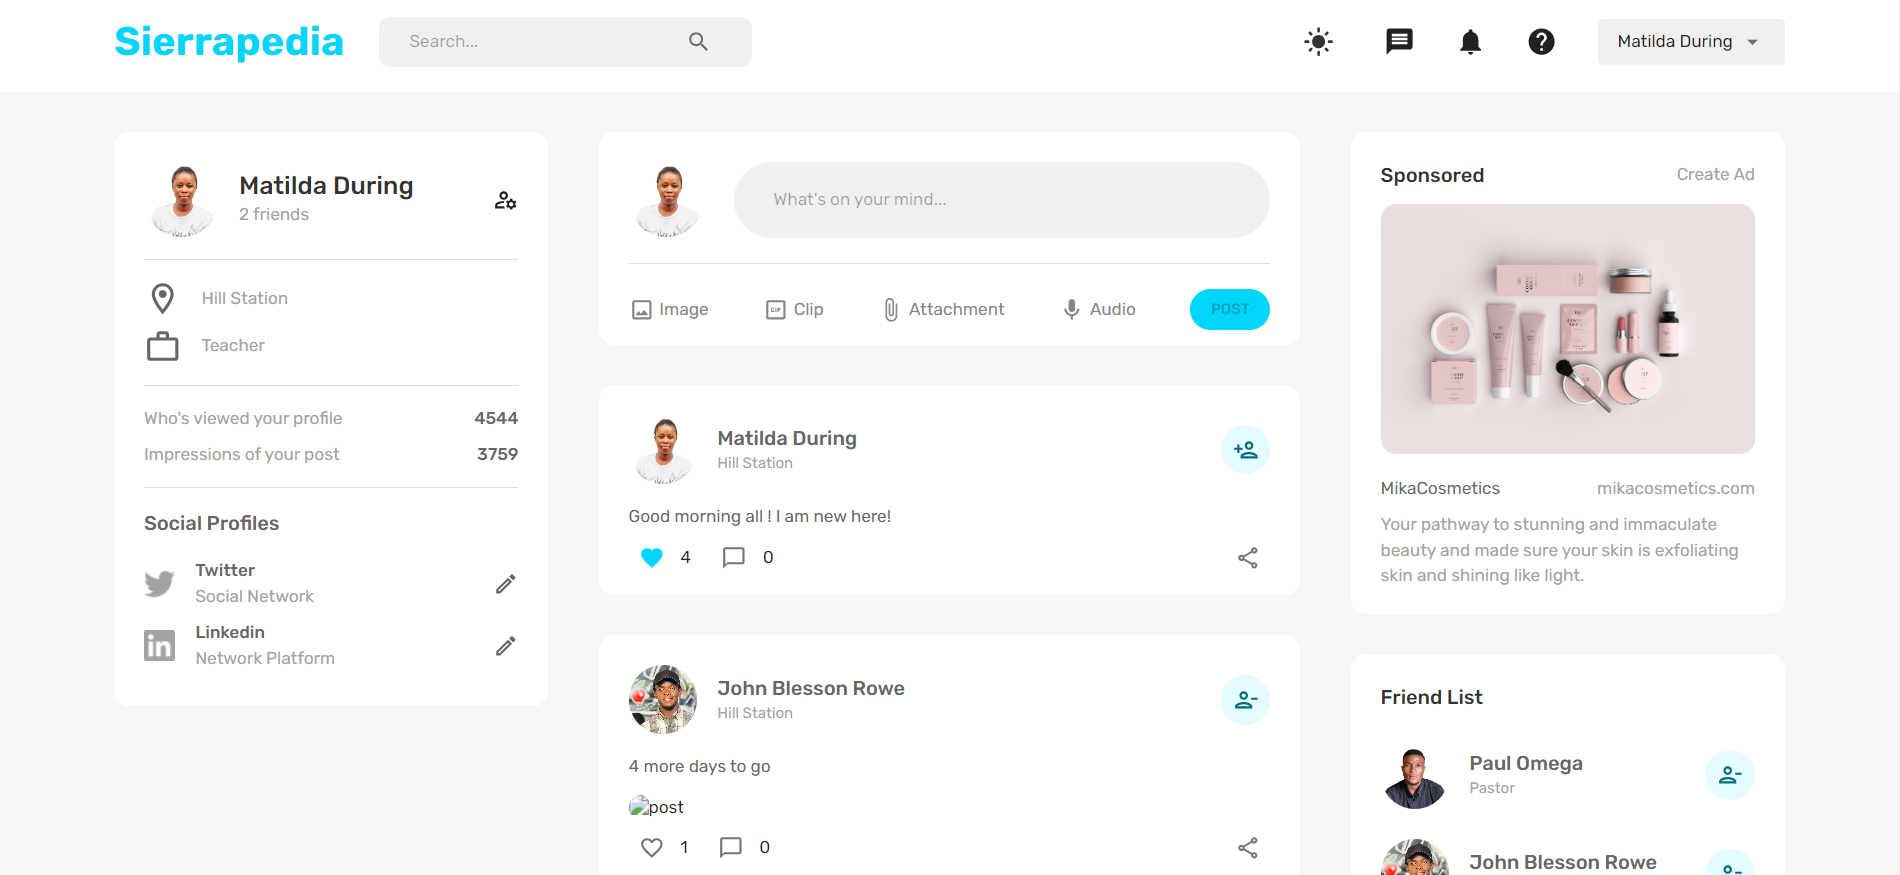 Sierrapedia
Search...
Matilda During
Matilda During
2 friends
Hill Station
Teacher
Who's viewed your profile 4544
Impressions of your post 3759
Social Profiles
Twitter
Social Network
Linkedin
Network Platform
What's on your mind...
Image GIF Clip Attachment Audio POST
Matilda During
Hill Station
Good morning all ! I am new here!
4 0
John Blesson Rowe
Hill Station
4 more days to go
post
1 0
Sponsored Create Ad
MikaCosmetics mikacosmetics.com
Your pathway to stunning and immaculate
beauty and made sure your skin is exfoliating
skin and shining like light.
Friend List
Paul Omega
Pastor
John Blesson Rowe